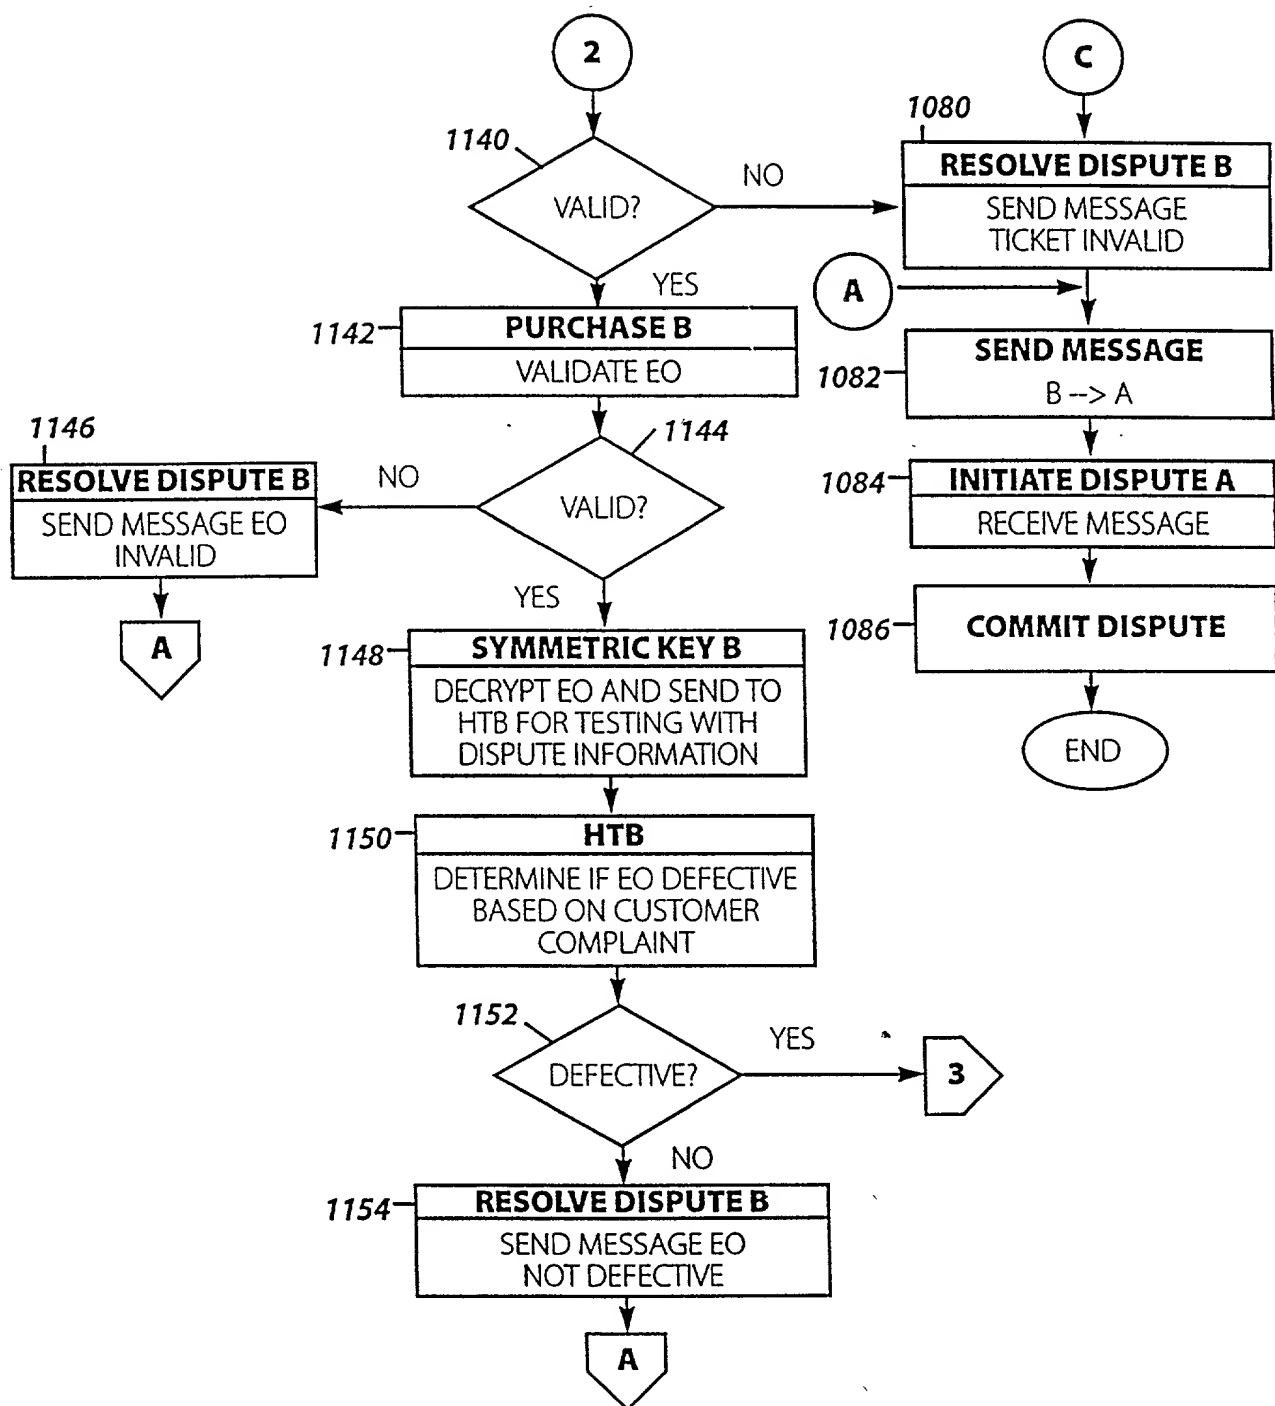 2
C
1080
1140
RESOLVE DISPUTE B
NO
VALID?
SEND MESSAGE
TICKET INVALID
YES
A
1142
PURCHASE B
VALIDATE EO
SEND MESSAGE
1082
B --> A
1146
1144
RESOLVE DISPUTE B
NO
VALID?
1084
INITIATE DISPUTE A
SEND MESSAGE EO
INVALID
RECEIVE MESSAGE
YES
A
1148
SYMMETRIC KEY B
1086
COMMIT DISPUTE
DECRYPT EO AND SEND TO
HTB FOR TESTING WITH
DISPUTE INFORMATION
END
1150
HTB
DETERMINE IF EO DEFECTIVE
BASED ON CUSTOMER
COMPLAINT
1152
YES
DEFECTIVE?
3
NO
1154
RESOLVE DISPUTE B
SEND MESSAGE EO
NOT DEFECTIVE
A